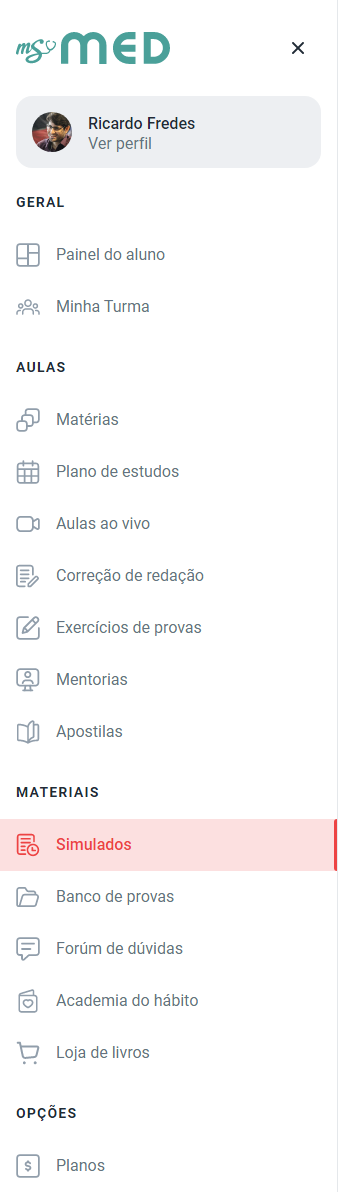 ms MED
Ricardo Fredes
Ver perfil
GERAL
Painel do aluno
Minha Turma
AULAS
Matérias
Plano de estudos
Aulas ao vivo
Correção de redação
Exercícios de provas
Mentorias
Apostilas
MATERIAIS
Simulados
Banco de provas
Forúm de dúvidas
Academia do hábito
Loja de livros
OPÇÕES
Planos